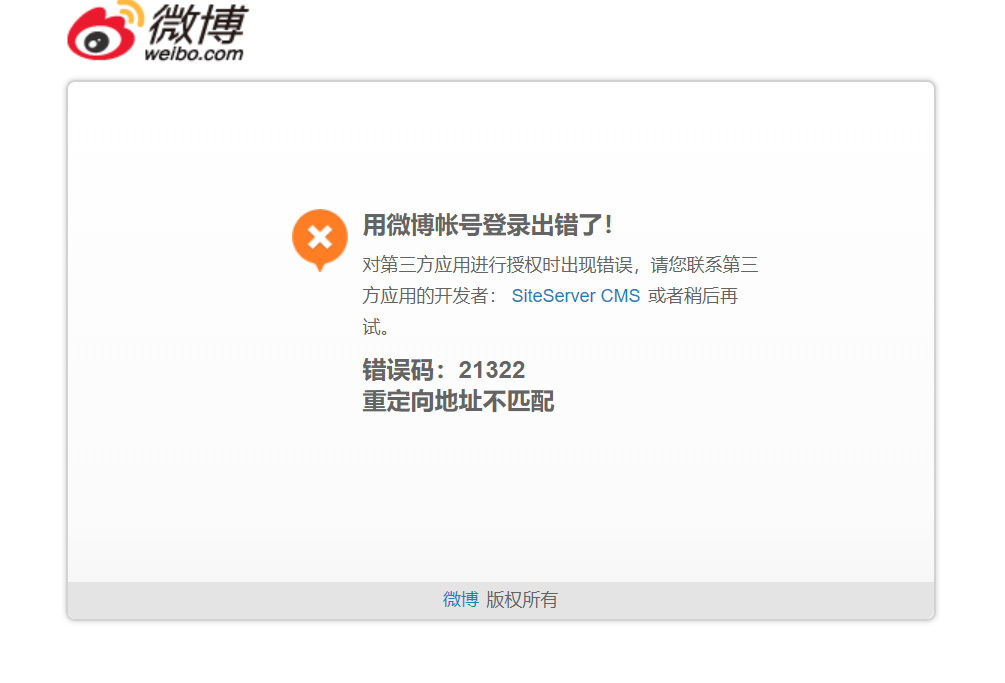 微博
weibo.com
用微博帐号登录出错了!
对第三方应用进行授权时出现错误，请您联系第三
方应用的开发者： SiteServer CMS 或者稍后再
试。
错误码：21322
重定向地址不匹配
微博 版权所有